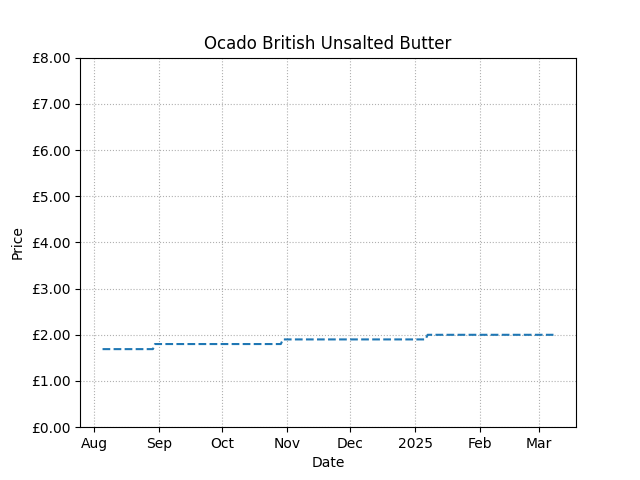 Ocado British Unsalted Butter
£8.00
£7.00
£6.00
£5.00
£4.00
£3.00
£2.00
£1.00
£0.00
Price
Aug Sep Oct Nov Dec 2025 Feb Mar
Date